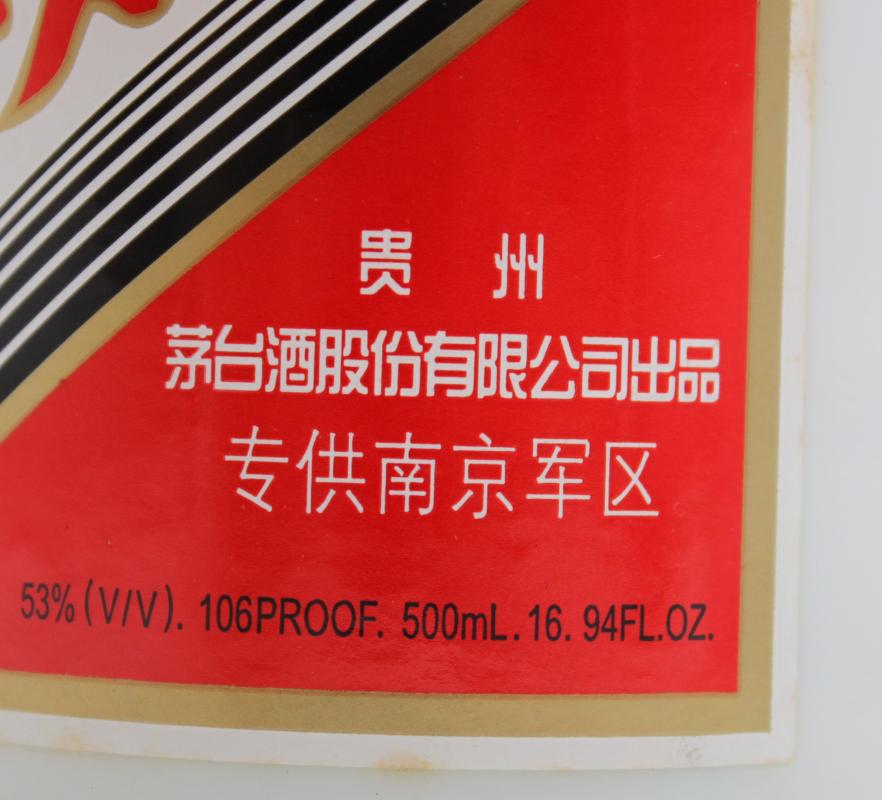 贵 州
茅台酒股份有限公司出品
专供南京军区
53%(V/V). 106PROOF. 500mL. 16. 94FL.OZ.